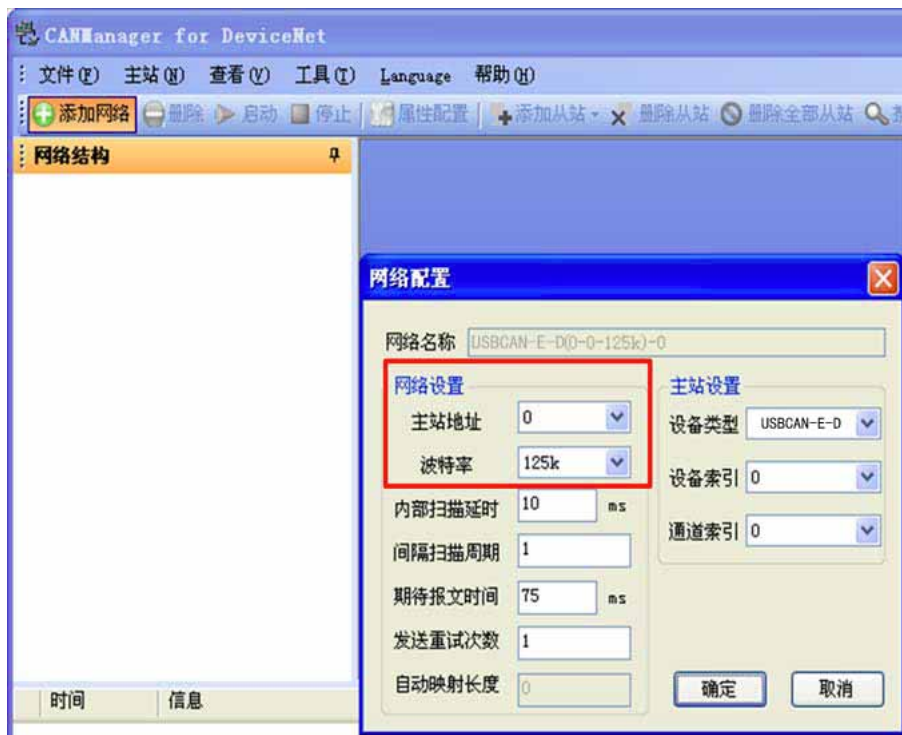 CANManager for DeviceNet
文件(F) 主站(N) 查看(V) 工具(T) Language 帮助(H)
添加网络 删除 启动 停止 属性配置 添加从站 删除从站 删除全部从站
网络结构
网络配置
网络名称 USBCAN-E-D(0-0-125k)-0
网络设置
主站地址 0
波特率 125k
内部扫描延时 10 ms
间隔扫描周期 1
期待报文时间 75 ms
发送重试次数 1
自动映射长度 0
主站设置
设备类型 USBCAN-E-D
设备索引 0
通道索引 0
确定 取消
时间 信息